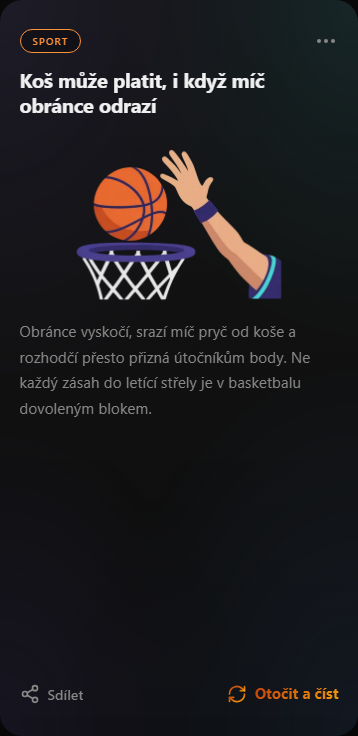 SPORT
Koš může platit, i když míč
obránce odrazí
Obránce vyskočí, srazí míč pryč od koše a
rozhodčí přesto přizná útočníkům body. Ne
každý zásah do letící střely je v basketbalu
dovoleným blokem.
Sdílet
Otočit a číst